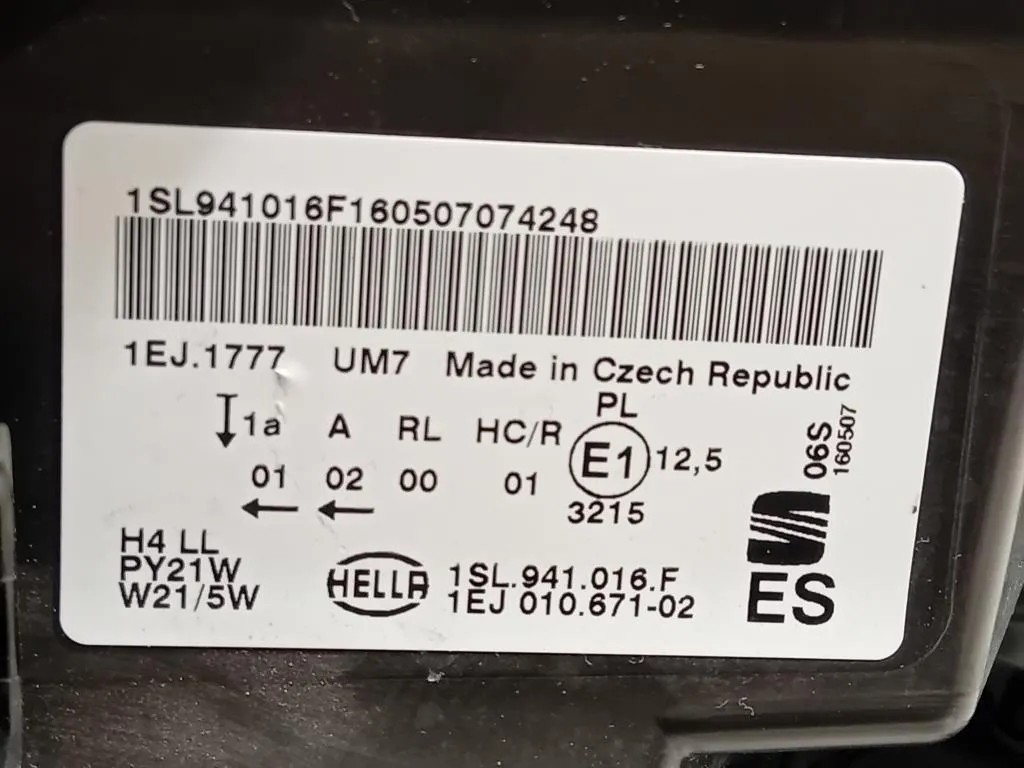 1SL941016F160507074248
1EJ.1777 UM7 Made in Czech Republic
PL
1a A RL HC/R E1 12,5
01 02 00 01
3215
06S
160507
H4 LL
PY21W
W21/5W
HELLA
1SL.941.016.F
1EJ 010.671-02
ES